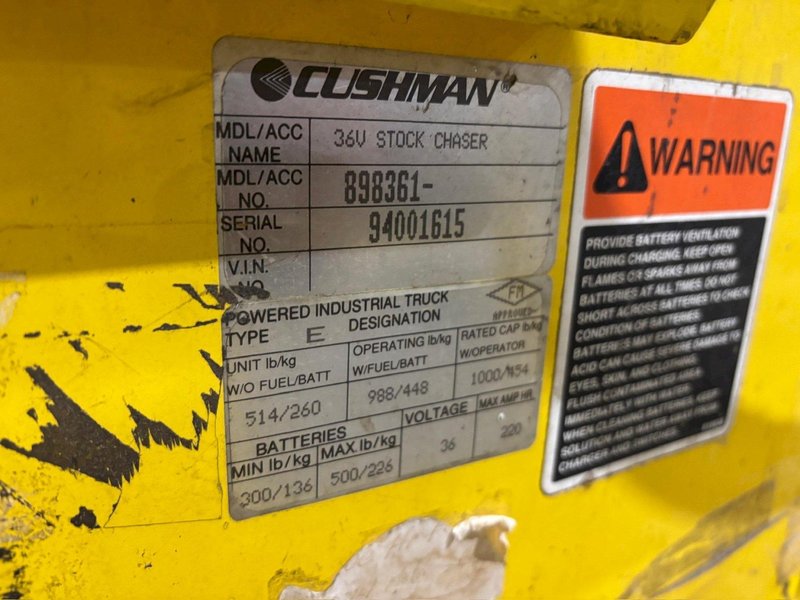 CUSHMAN®
MDL/ACC NAME 36V STOCK CHASER
MDL/ACC NO. 898361-
SERIAL NO. 94001615
V.I.N. NO.
POWERED INDUSTRIAL TRUCK
FM
APPROVED
TYPE E DESIGNATION
UNIT lb/kg W/O FUEL/BATT 514/260
OPERATING lb/kg W/FUEL/BATT 988/448
RATED CAP lb/kg W/OPERATOR 1000/454
BATTERIES
MIN lb/kg 300/136
MAX lb/kg 500/226
VOLTAGE 36
MAX AMP HR 220
WARNING
PROVIDE BATTERY VENTILATION
DURING CHARGING, KEEP OPEN
FLAMES OR SPARKS AWAY FROM
BATTERIES AT ALL TIMES. DO NOT
SHORT ACROSS BATTERIES TO CHECK
CONDITION OF BATTERIES.
BATTERIES MAY EXPLODE. BATTERY
ACID CAN CAUSE SEVERE DAMAGE TO
EYES, SKIN, AND CLOTHING.
FLUSH CONTAMINATED AREA
IMMEDIATELY WITH WATER.
WHEN CLEANING BATTERIES, KEEP
SOLUTION AND WATER AWAY FROM
CHARGER AND SWITCHES.